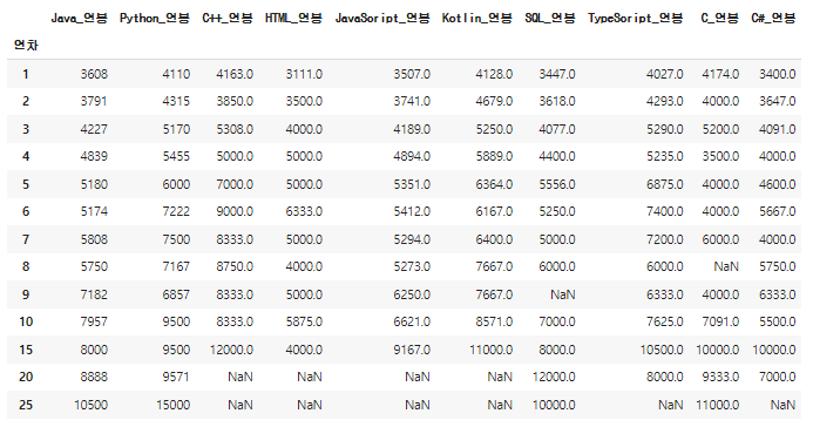 Java_연봉 Python_연봉 C++_연봉 HTML_연봉 JavaScript_연봉 Kotlin_연봉 SQL_연봉 TypeScript_연봉 C_연봉 C#_연봉
연차
1 3608 4110 4163.0 3111.0 3507.0 4128.0 3447.0 4027.0 4174.0 3400.0
2 3791 4315 3850.0 3500.0 3741.0 4679.0 3618.0 4293.0 4000.0 3647.0
3 4227 5170 5308.0 4000.0 4189.0 5250.0 4077.0 5290.0 5200.0 4091.0
4 4839 5455 5000.0 5000.0 4894.0 5889.0 4400.0 5235.0 3500.0 4000.0
5 5180 6000 7000.0 5000.0 5351.0 6364.0 5556.0 6875.0 4000.0 4600.0
6 5174 7222 9000.0 6333.0 5412.0 6167.0 5250.0 7400.0 4000.0 5667.0
7 5808 7500 8333.0 5000.0 5294.0 6400.0 5000.0 7200.0 6000.0 4000.0
8 5750 7167 8750.0 4000.0 5273.0 7667.0 6000.0 6000.0 NaN 5750.0
9 7182 6857 8333.0 5000.0 6250.0 7667.0 NaN 6333.0 4000.0 6333.0
10 7957 9500 8333.0 5875.0 6621.0 8571.0 7000.0 7625.0 7091.0 5500.0
15 8000 9500 12000.0 4000.0 9167.0 11000.0 8000.0 10500.0 10000.0 10000.0
20 8888 9571 NaN NaN NaN NaN 12000.0 8000.0 9333.0 7000.0
25 10500 15000 NaN NaN NaN NaN 10000.0 NaN 11000.0 NaN